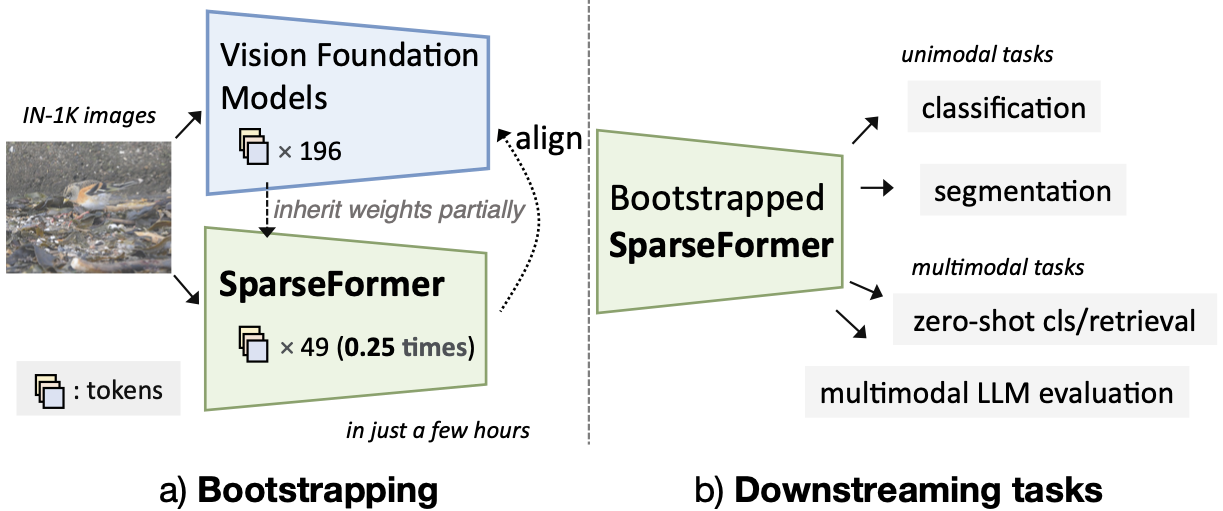 IN-1K images
Vision Foundation
Models
× 196
align
inherit weights partially
SparseFormer
× 49 (0.25 times)
: tokens
in just a few hours
a) Bootstrapping
Bootstrapped
SparseFormer
unimodal tasks
classification
segmentation
multimodal tasks
zero-shot cls/retrieval
multimodal LLM evaluation
b) Downstreaming tasks